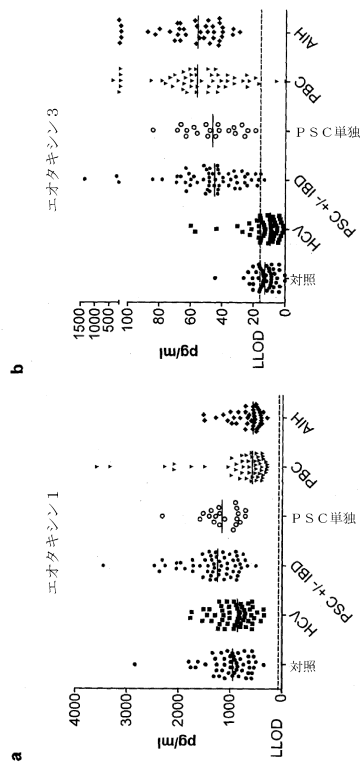 a
エオタキシン1
pg/ml
4000
3000
2000
1000
LLOD
対照
HCV
PSC +/- IBD
PSC単独
PBC
AIH
b
エオタキシン3
pg/ml
1500
1000
500
100
80
60
40
20
0
LLOD
対照
HCV
PSC +/- IBD
PSC単独
PBC
AIH